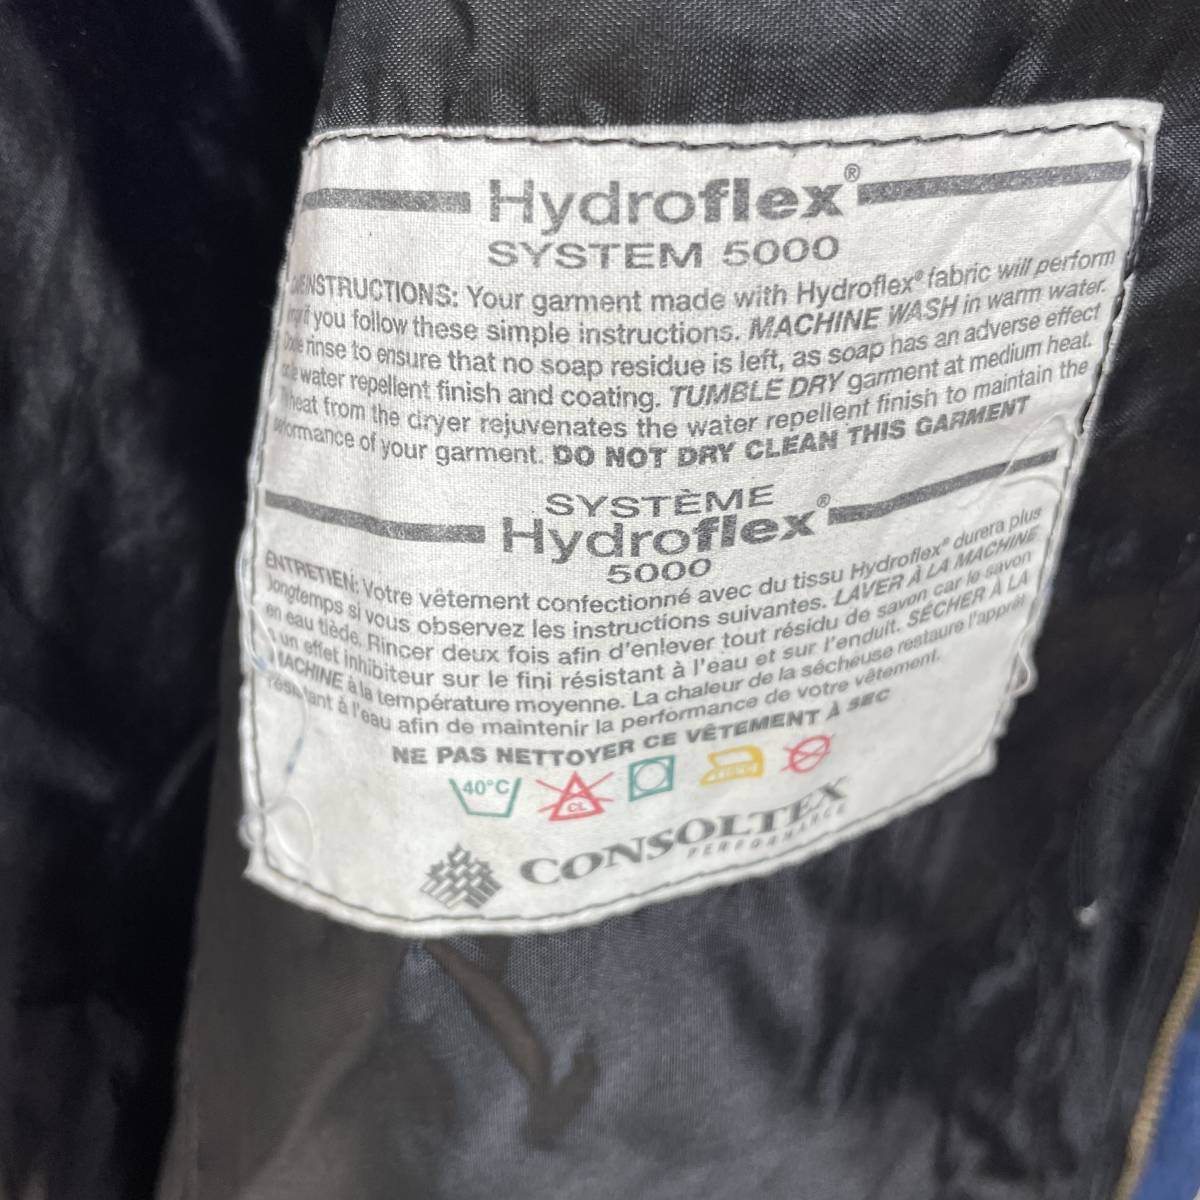 Hydroflex®
SYSTEM 5000
INSTRUCTIONS: Your garment made with Hydroflex® fabric will perform
if you follow these simple instructions. MACHINE WASH in warm water.
rinse to ensure that no soap residue is left, as soap has an adverse effect
water repellent finish and coating. TUMBLE DRY garment at medium heat.
heat from the dryer rejuvenates the water repellent finish to maintain the
of your garment. DO NOT DRY CLEAN THIS GARMENT
SYSTÈME
Hydroflex®
5000
ENTRETIEN: Votre vêtement confectionné avec du tissu Hydroflex® durera plus
longtemps si vous observez les instructions suivantes. LAVER À LA MACHINE
en eau tiède. Rincer deux fois afin d'enlever tout résidu de savon car le savon
un effet inhibiteur sur le fini résistant à l'eau et sur l'enduit. SÉCHER À LA
MACHINE à la température moyenne. La chaleur de la sécheuse restaure l'apprêt
résistant à l'eau afin de maintenir la performance de votre vêtement.
NE PAS NETTOYER CE VÊTEMENT À SEC
40°C
CL
CONSOLTEX
PERFORMANCE